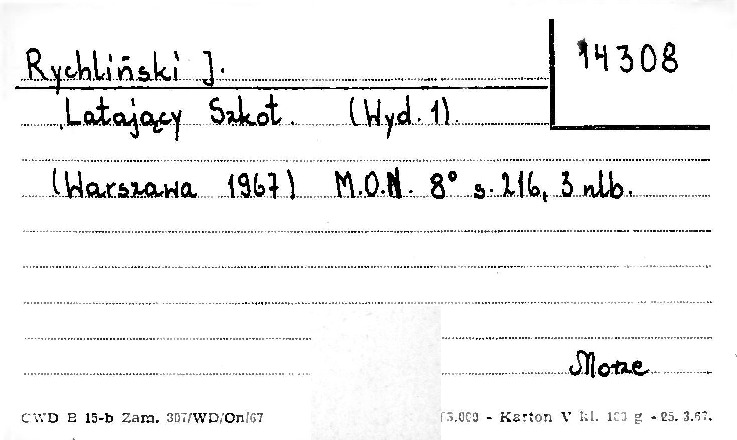 14308
Rychliński J.
Latający Szkot. (Wyd. 1).
(Warszawa 1967) M.O.N. 8° s. 216, 3 nlb.
Morze
CWD B 15-b Zam. 307/WD/On/67
5.000 - Karton V kl. g - 25. 3.67.